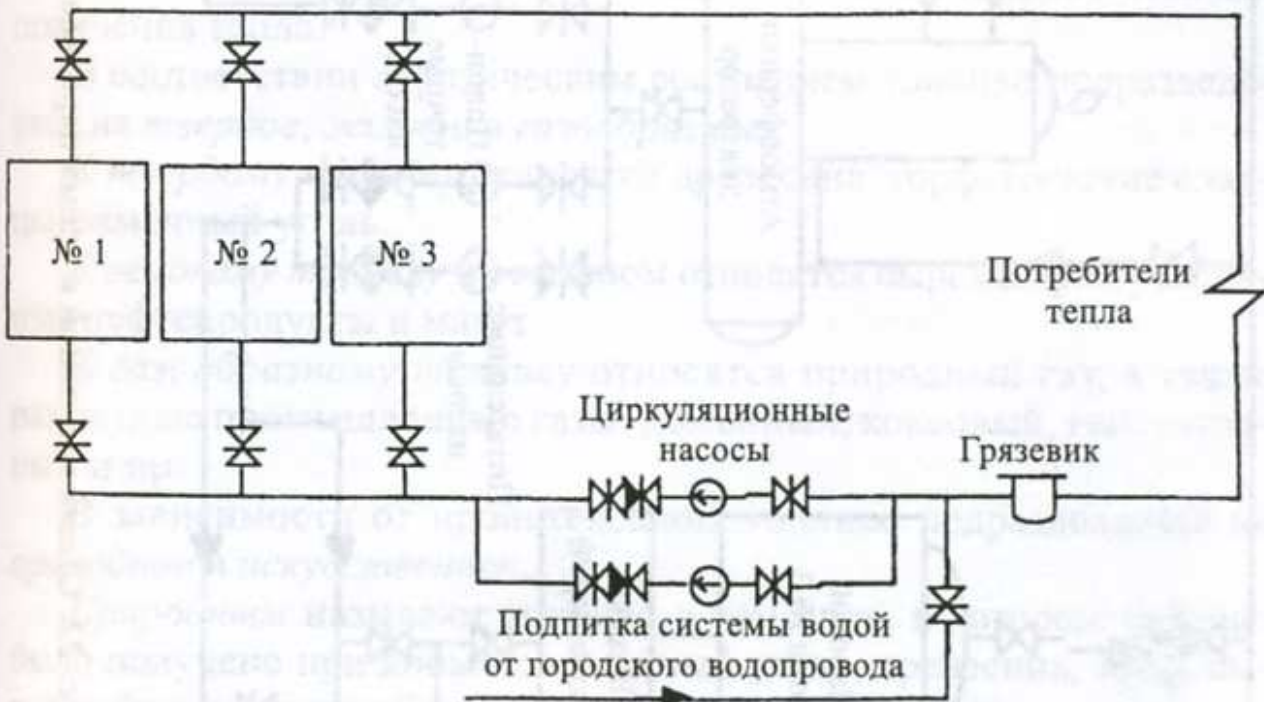 № 1
№ 2
№ 3
Потребители
тепла
Циркуляционные
насосы
Грязевик
Подпитка системы водой
от городского водопровода